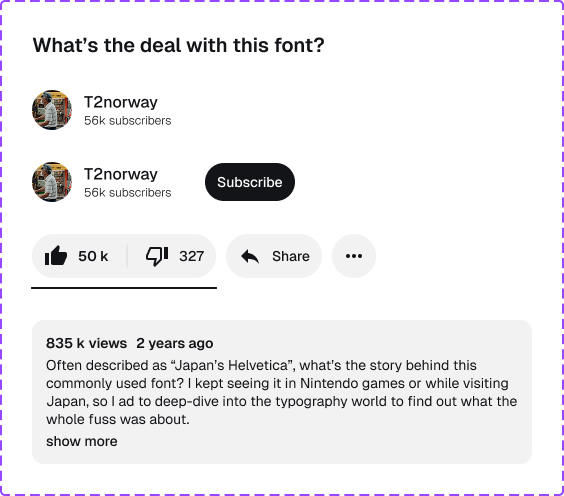 What’s the deal with this font?
T2norway
56k subscribers
T2norway
56k subscribers
Subscribe
50 k
327
Share
835 k views 2 years ago
Often described as “Japan’s Helvetica”, what’s the story behind this
commonly used font? I kept seeing it in Nintendo games or while visiting
Japan, so I ad to deep-dive into the typography world to find out what the
whole fuss was about.
show more